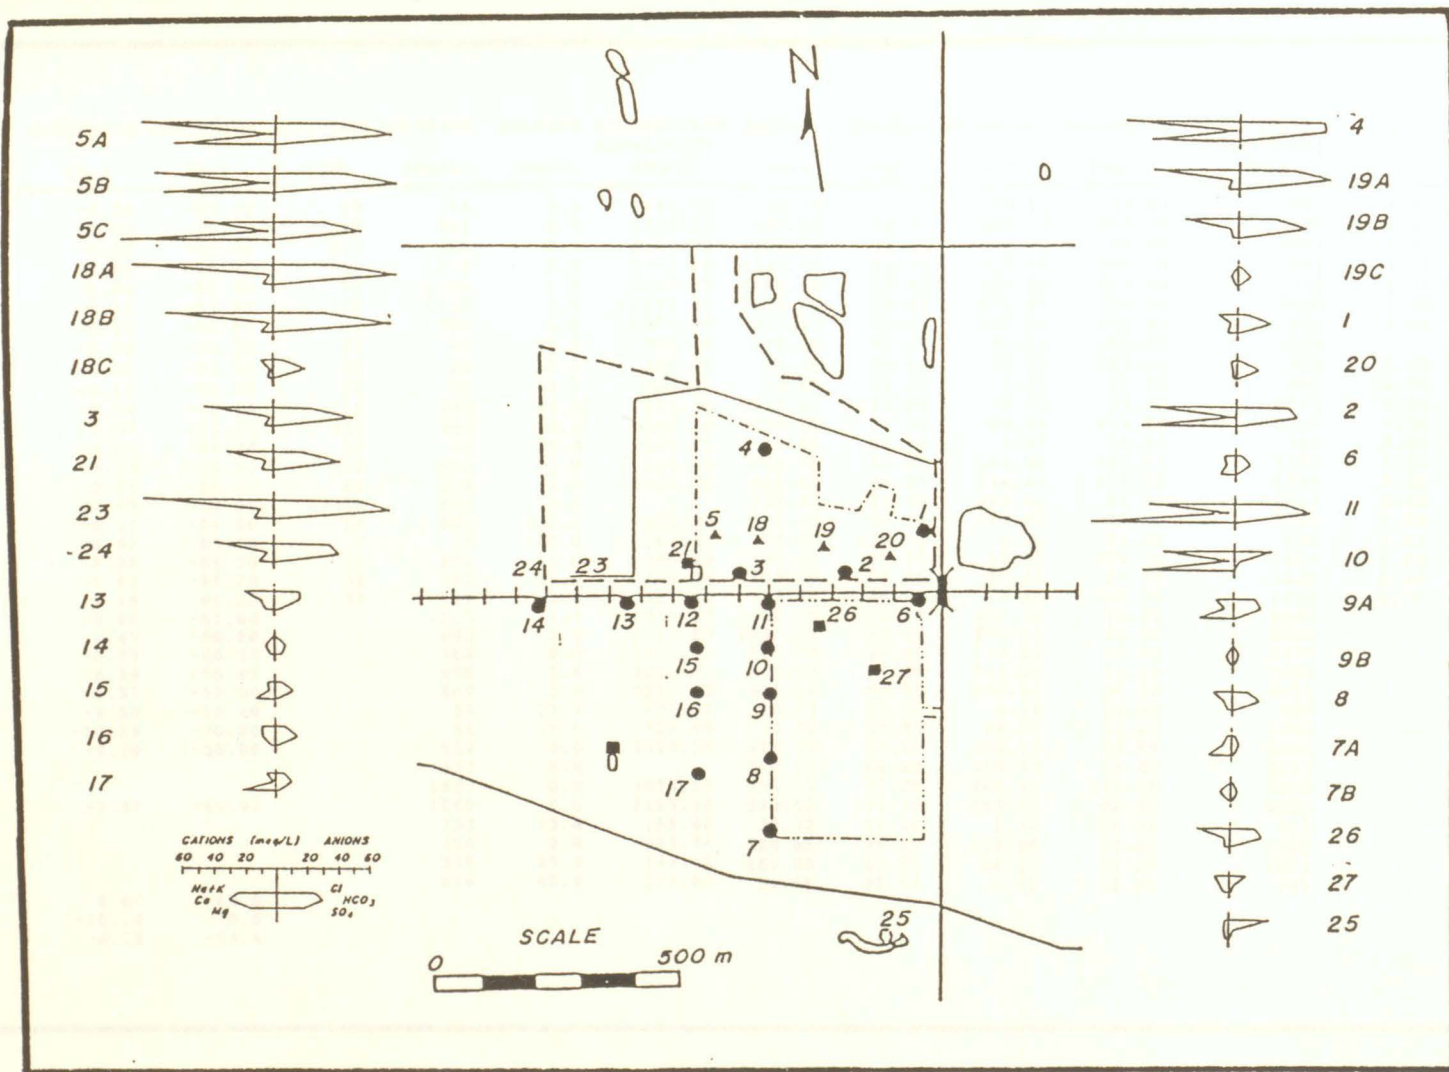 N
5A
5B
5C
18A
18B
18C
3
21
23
-24
13
14
15
16
17
CATIONS (meq/L) ANIONS
60 40 20 20 40 60
Na+K Cl
Ca HCO3
Mg SO4
4
5 18 19 20
21
24 23 3 2
14 13 12 11 26 6
15 10 27
16 9
17 8
7
25
SCALE
0 500 m
4
19A
19B
19C
1
20
2
6
11
10
9A
9B
8
7A
7B
26
27
25